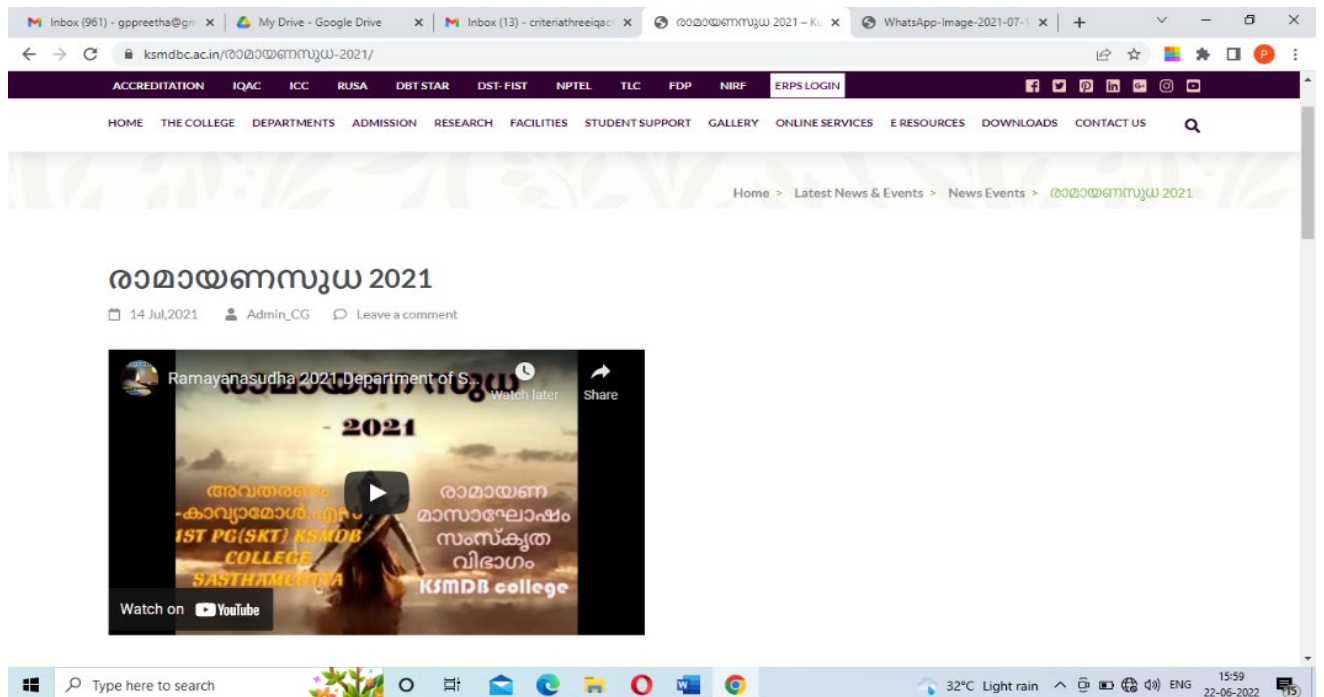 Inbox (961) - gppreetha@gm
My Drive - Google Drive
Inbox (13) - criteriathreeiqac
രാമായണസുധ 2021 – Ku
WhatsApp-Image-2021-07-1
ksmdbc.ac.in/രാമായണസുധ-2021/
ACCREDITATION IQAC ICC RUSA DBT STAR DST- FIST NPTEL TLC FDP NIRF ERPS LOGIN
HOME THE COLLEGE DEPARTMENTS ADMISSION RESEARCH FACILITIES STUDENT SUPPORT GALLERY ONLINE SERVICES E RESOURCES DOWNLOADS CONTACT US
Home > Latest News & Events > News Events > രാമായണസുധ 2021
രാമായണസുധ 2021
14 Jul,2021 Admin_CG Leave a comment
Ramayanasudha 2021 Department of S...
Watch later
Share
രാമായണ സുധ
- 2021
അവതരണം
-കാവ്യാമോൾ.എസ്
1ST PG(SKT) KSMDB
COLLEGE
SASTHAMCOTTA
രാമായണ
മാസാഘോഷം
സംസ്കൃത
വിഭാഗം
KSMDB college
Watch on YouTube
Type here to search
32°C Light rain
ENG
15:59
22-06-2022